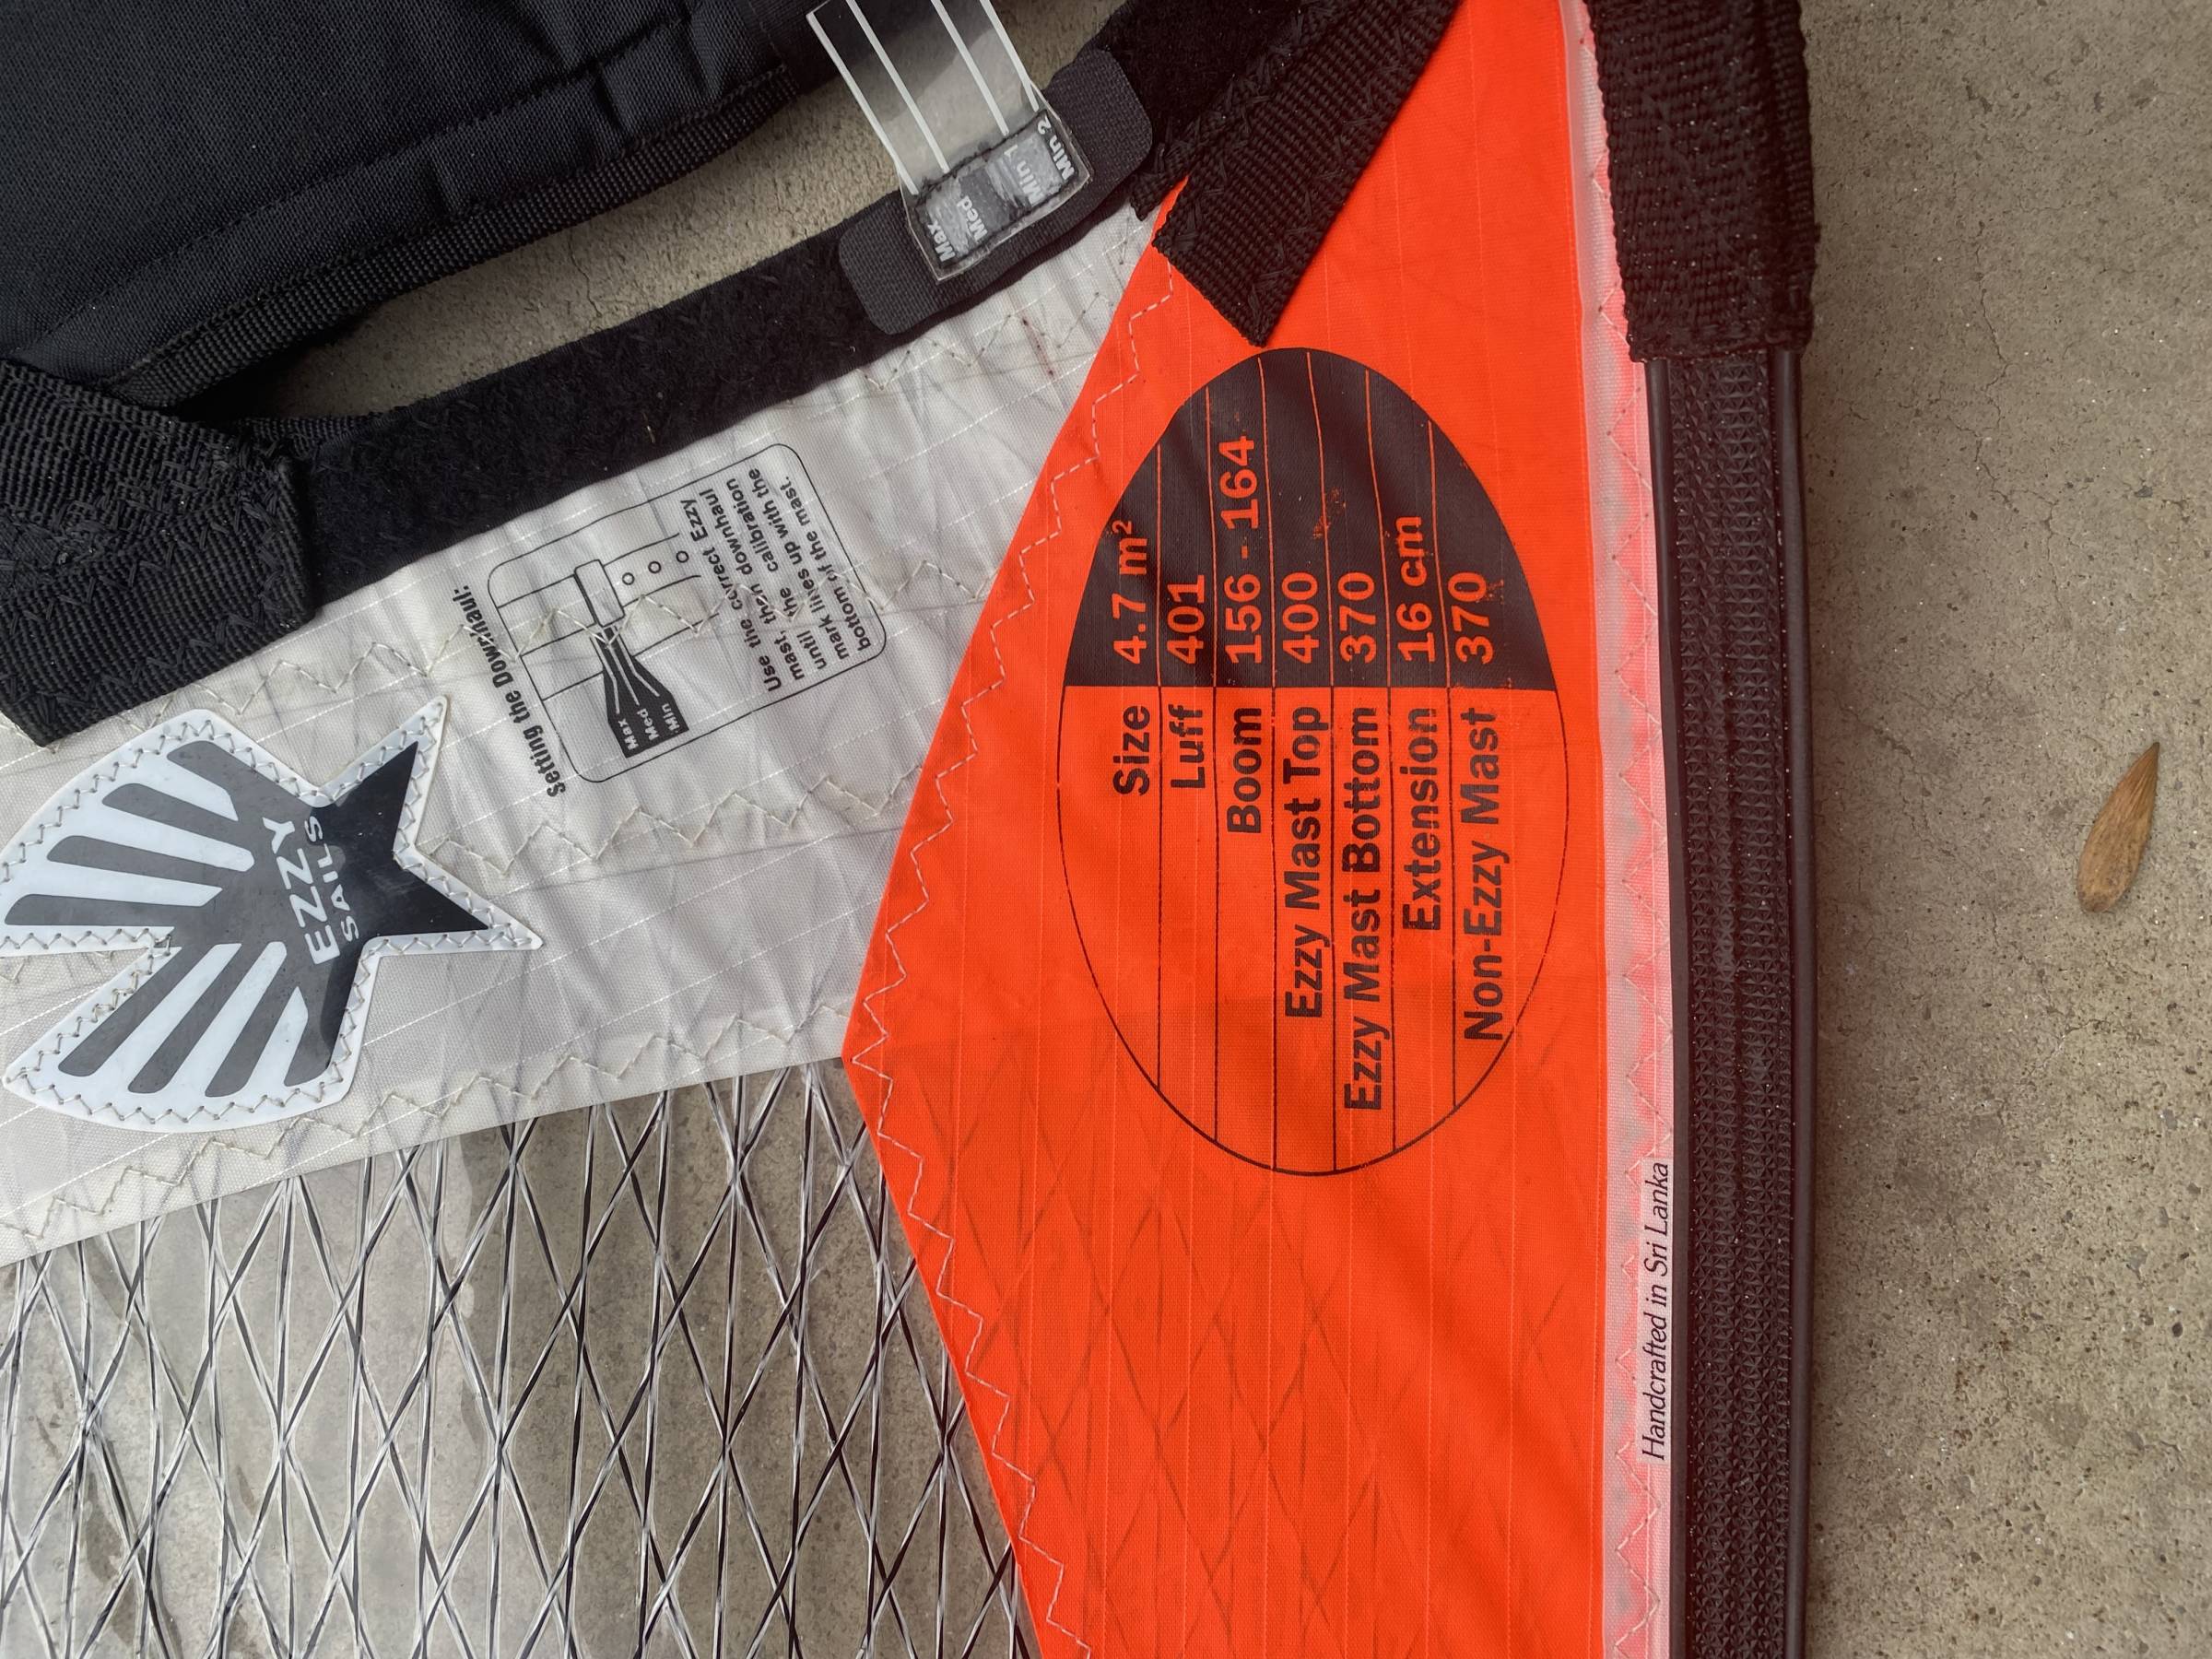 Max
Med
Min 1
Min 2
Setting the Downhaul:
Max
Med
Min
Use the correct Ezzy
mast, then downhaul
until the calibration
mark lines up with the
bottom of the mast.
EZZY
SAILS
Size 4.7 m²
Luff 401
Boom 156 - 164
Ezzy Mast Top 400
Ezzy Mast Bottom 370
Extension 16 cm
Non-Ezzy Mast 370
Handcrafted in Sri Lanka